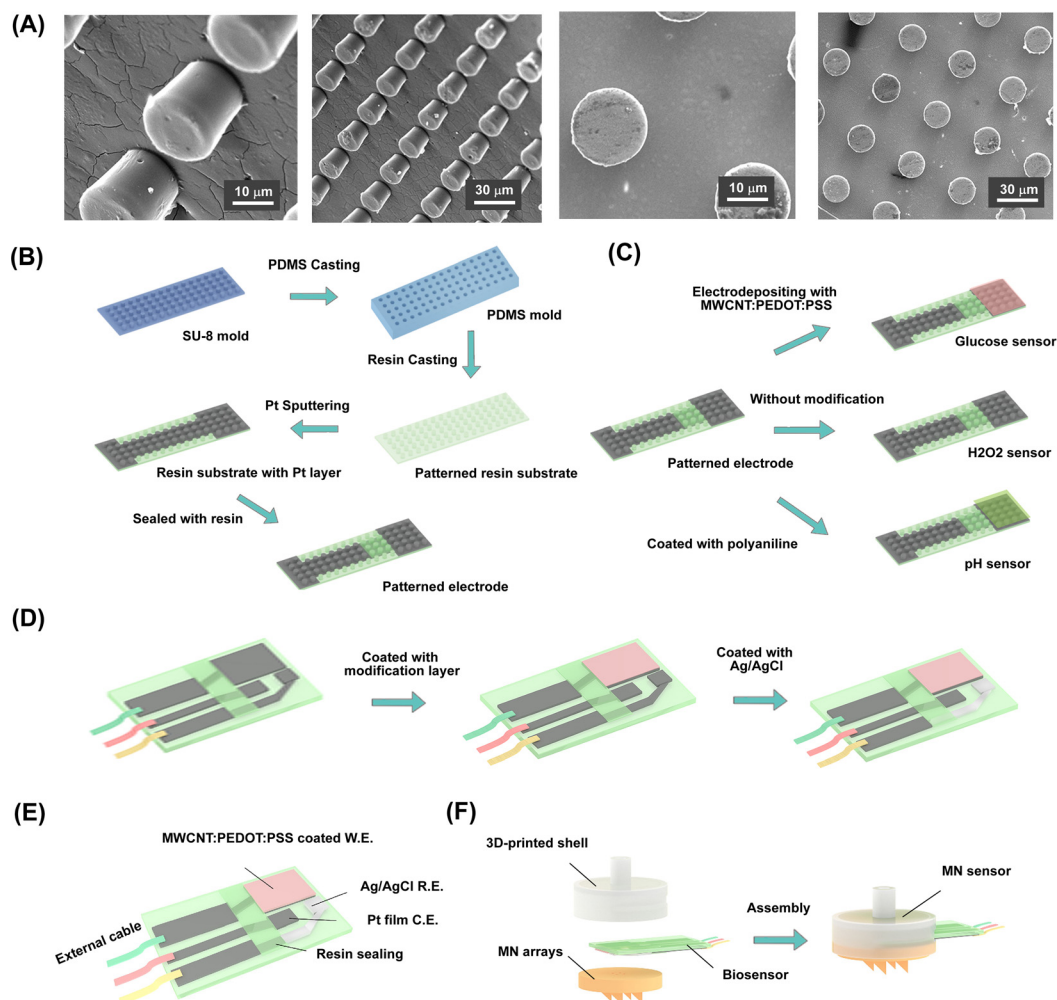 (A)
10 μm
30 μm
10 μm
30 μm
(B)
PDMS Casting
SU-8 mold
PDMS mold
Resin Casting
Pt Sputtering
Resin substrate with Pt layer
Patterned resin substrate
Sealed with resin
Patterned electrode
(C)
Electrodepositing with
MWCNT:PEDOT:PSS
Glucose sensor
Without modification
Patterned electrode
H2O2 sensor
Coated with polyaniline
pH sensor
(D)
Coated with
modification layer
Coated with
Ag/AgCl
(E)
MWCNT:PEDOT:PSS coated W.E.
Ag/AgCl R.E.
Pt film C.E.
External cable
Resin sealing
(F)
3D-printed shell
MN sensor
Assembly
MN arrays
Biosensor